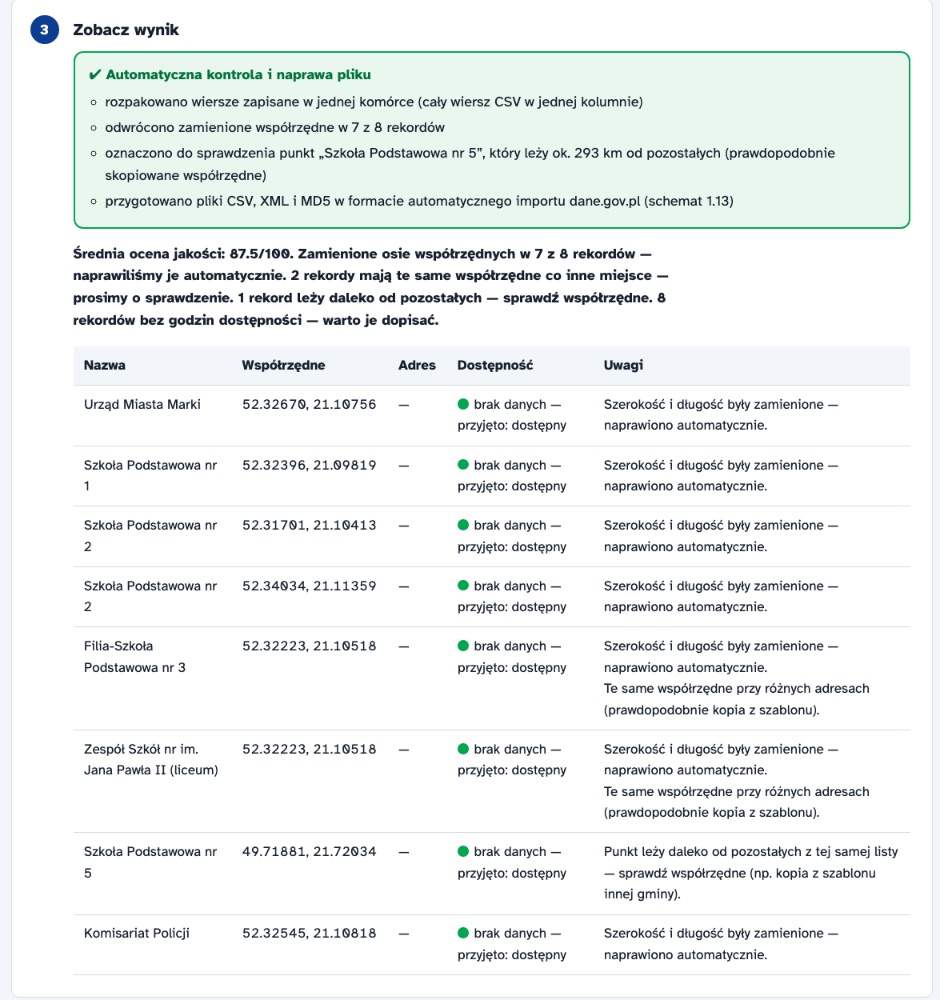 3 Zobacz wynik
✔ Automatyczna kontrola i naprawa pliku
rozpakowano wiersze zapisane w jednej komórce (cały wiersz CSV w jednej kolumnie)
odwrócono zamienione współrzędne w 7 z 8 rekordów
oznaczono do sprawdzenia punkt „Szkoła Podstawowa nr 5”, który leży ok. 293 km od pozostałych (prawdopodobnie
skopiowane współrzędne)
przygotowano pliki CSV, XML i MD5 w formacie automatycznego importu dane.gov.pl (schemat 1.13)
Średnia ocena jakości: 87.5/100. Zamienione osie współrzędnych w 7 z 8 rekordów —
naprawiliśmy je automatycznie. 2 rekordy mają te same współrzędne co inne miejsce —
prosimy o sprawdzenie. 1 rekord leży daleko od pozostałych — sprawdź współrzędne. 8
rekordów bez godzin dostępności — warto je dopisać.
Nazwa Współrzędne Adres Dostępność Uwagi
Urząd Miasta Marki 52.32670, 21.10756 — brak danych — Szerokość i długość były zamienione —
przyjęto: dostępny naprawiono automatycznie.
Szkoła Podstawowa nr 52.32396, 21.09819 — brak danych — Szerokość i długość były zamienione —
1 przyjęto: dostępny naprawiono automatycznie.
Szkoła Podstawowa nr 52.31701, 21.10413 — brak danych — Szerokość i długość były zamienione —
2 przyjęto: dostępny naprawiono automatycznie.
Szkoła Podstawowa nr 52.34034, 21.11359 — brak danych — Szerokość i długość były zamienione —
2 przyjęto: dostępny naprawiono automatycznie.
Filia-Szkoła 52.32223, 21.10518 — brak danych — Szerokość i długość były zamienione —
Podstawowa nr 3 przyjęto: dostępny naprawiono automatycznie.
Te same współrzędne przy różnych adresach
(prawdopodobnie kopia z szablonu).
Zespół Szkół nr im. 52.32223, 21.10518 — brak danych — Szerokość i długość były zamienione —
Jana Pawła II (liceum) przyjęto: dostępny naprawiono automatycznie.
Te same współrzędne przy różnych adresach
(prawdopodobnie kopia z szablonu).
Szkoła Podstawowa nr 49.71881, 21.72034 — brak danych — Punkt leży daleko od pozostałych z tej samej listy
5 przyjęto: dostępny — sprawdź współrzędne (np. kopia z szablonu
innej gminy).
Komisariat Policji 52.32545, 21.10818 — brak danych — Szerokość i długość były zamienione —
przyjęto: dostępny naprawiono automatycznie.